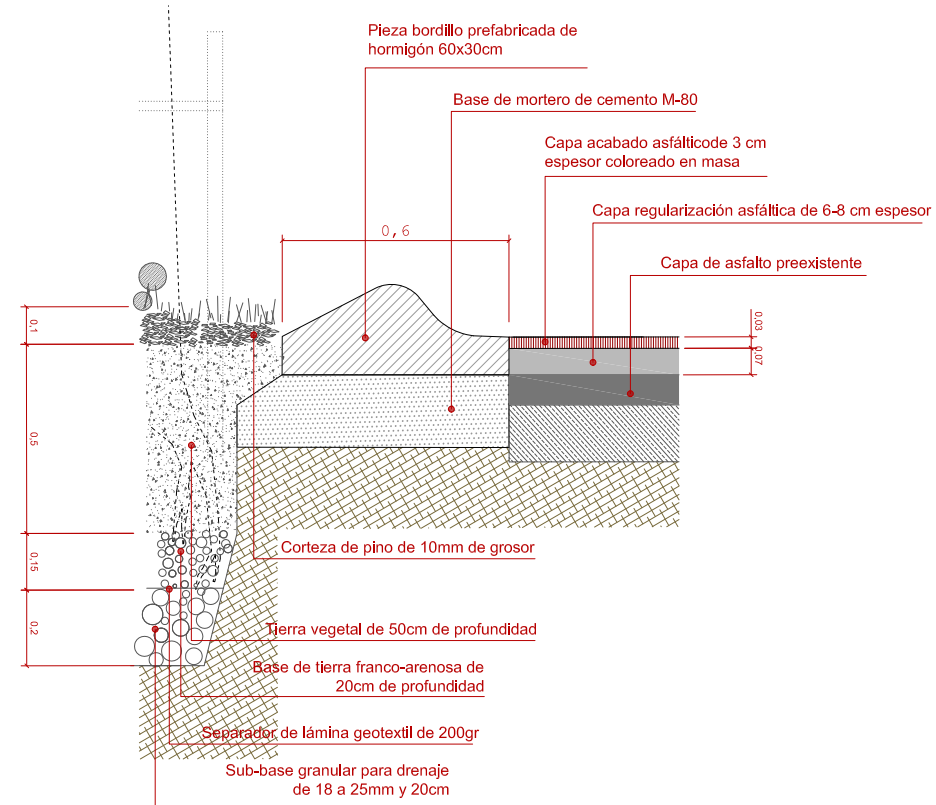 Pieza bordillo prefabricada de
hormigón 60x30cm
Base de mortero de cemento M-80
Capa acabado asfálticode 3 cm
espesor coloreado en masa
Capa regularización asfáltica de 6-8 cm espesor
0,6
Capa de asfalto preexistente
0,1
0,03
0,07
0,5
0,15
0,2
Corteza de pino de 10mm de grosor
Tierra vegetal de 50cm de profundidad
Base de tierra franco-arenosa de
20cm de profundidad
Separador de lámina geotextil de 200gr
Sub-base granular para drenaje
de 18 a 25mm y 20cm